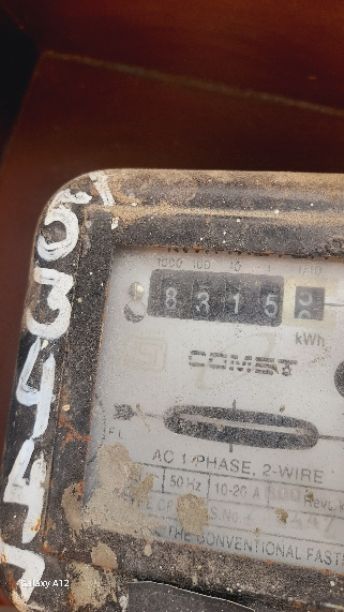 53447
1000 100 10 1 1/10
8315
kWh
COMET
AC 1 PHASE, 2-WIRE
50 Hz 10-20 A Rev
THE CONVENTIONAL
Galaxy A12